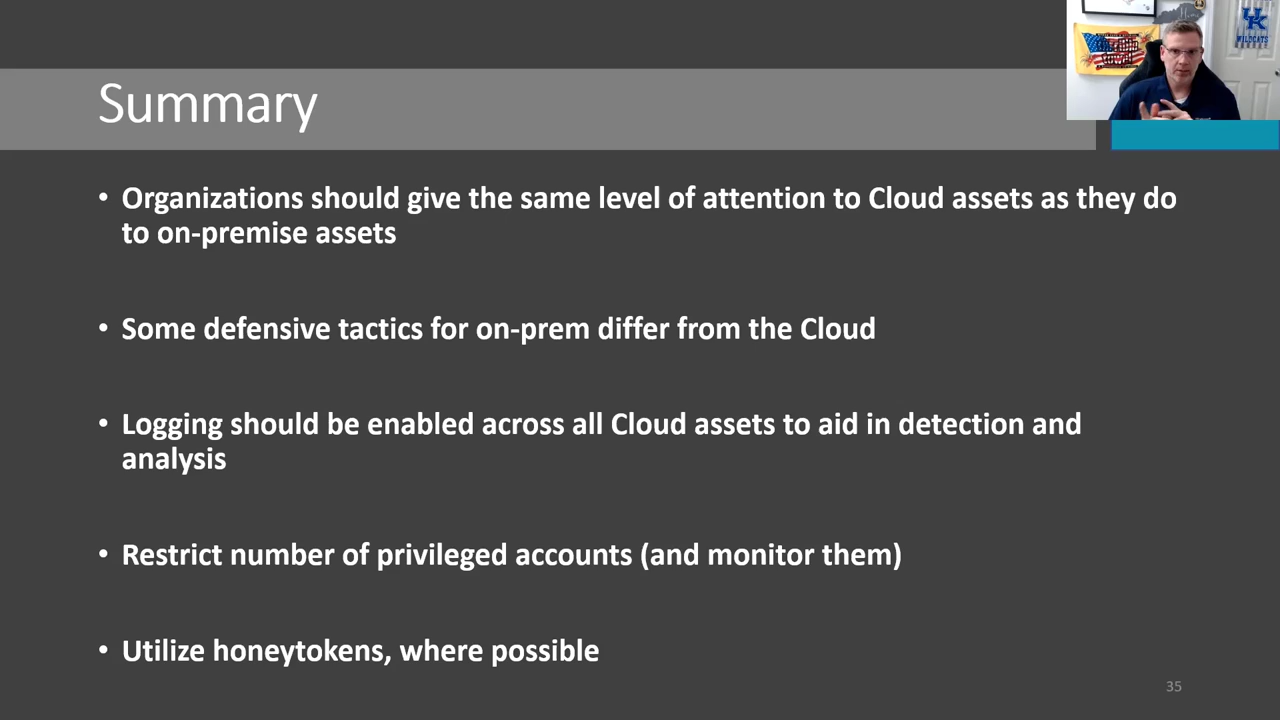 Summary
• Organizations should give the same level of attention to Cloud assets as they do
to on-premise assets
• Some defensive tactics for on-prem differ from the Cloud
• Logging should be enabled across all Cloud assets to aid in detection and
analysis
• Restrict number of privileged accounts (and monitor them)
• Utilize honeytokens, where possible
35
UK
WILDCATS